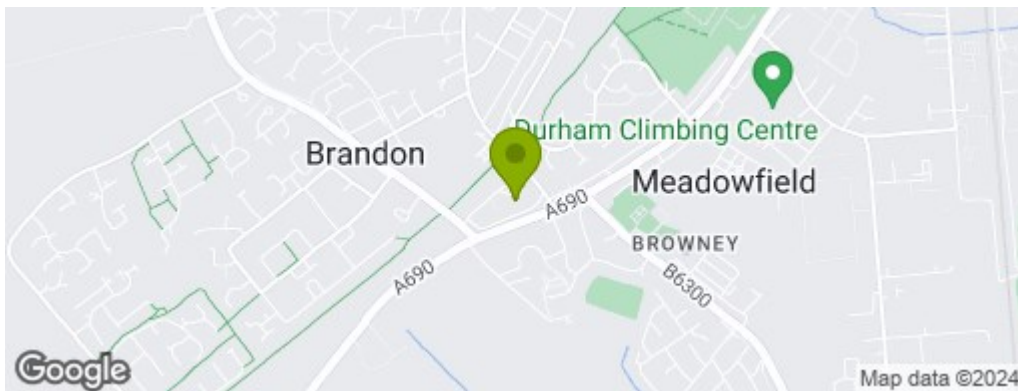 Durham Climbing Centre
Brandon
Meadowfield
A690
BROWNEY
A690
B6300
Google
Map data ©2024